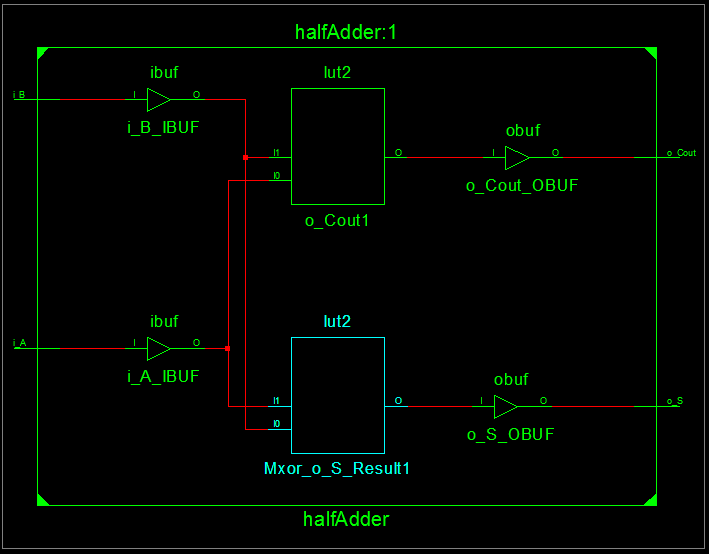 halfAdder:1
ibuf
lut2
i_B
I
O
i_B_IBUF
obuf
I1
O
I
O
o_Cout
I0
o_Cout_OBUF
o_Cout1
ibuf
lut2
i_A
I
O
i_A_IBUF
obuf
I1
O
I
O
o_S
I0
o_S_OBUF
Mxor_o_S_Result1
halfAdder